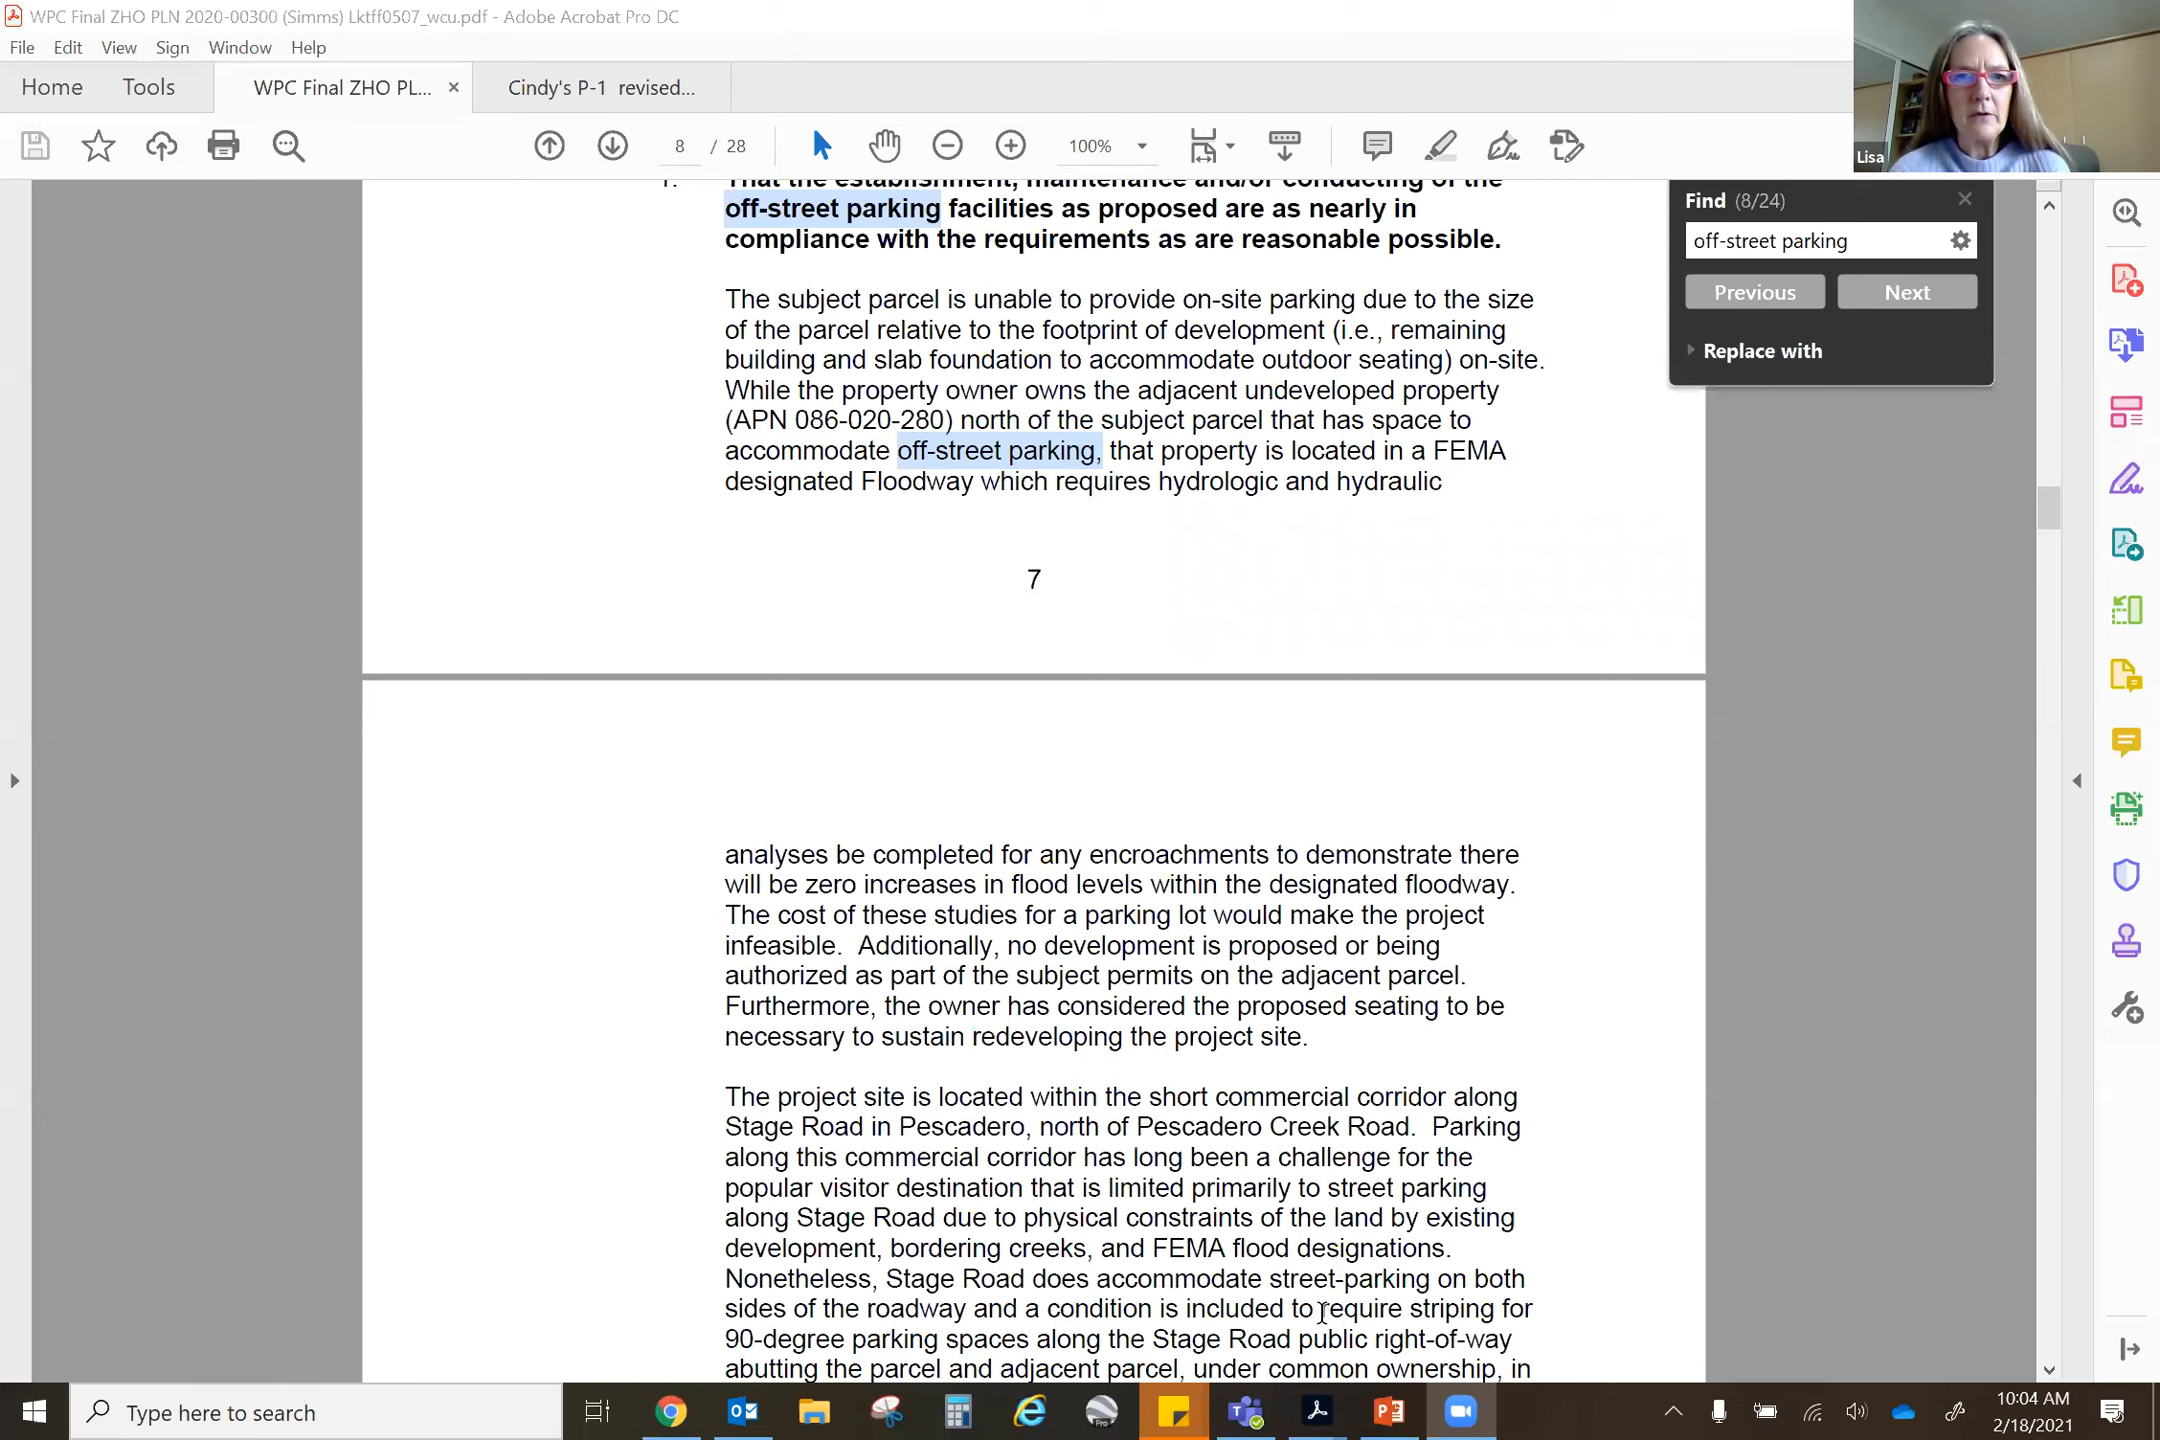 WPC Final ZHO PLN 2020-00300 (Simms) Lktff0507_wcu.pdf - Adobe Acrobat Pro DC
File Edit View Sign Window Help
Home Tools WPC Final ZHO PL... × Cindy's P-1 revised...
8 / 28 100%
Lisa
1. That the establishment, maintenance and/or conducting of the
off-street parking facilities as proposed are as nearly in
compliance with the requirements as are reasonable possible.
Find (8/24)
off-street parking
Previous Next
Replace with
The subject parcel is unable to provide on-site parking due to the size
of the parcel relative to the footprint of development (i.e., remaining
building and slab foundation to accommodate outdoor seating) on-site.
While the property owner owns the adjacent undeveloped property
(APN 086-020-280) north of the subject parcel that has space to
accommodate off-street parking, that property is located in a FEMA
designated Floodway which requires hydrologic and hydraulic
7
analyses be completed for any encroachments to demonstrate there
will be zero increases in flood levels within the designated floodway.
The cost of these studies for a parking lot would make the project
infeasible.  Additionally, no development is proposed or being
authorized as part of the subject permits on the adjacent parcel.
Furthermore, the owner has considered the proposed seating to be
necessary to sustain redeveloping the project site.
The project site is located within the short commercial corridor along
Stage Road in Pescadero, north of Pescadero Creek Road.  Parking
along this commercial corridor has long been a challenge for the
popular visitor destination that is limited primarily to street parking
along Stage Road due to physical constraints of the land by existing
development, bordering creeks, and FEMA flood designations.
Nonetheless, Stage Road does accommodate street-parking on both
sides of the roadway and a condition is included to require striping for
90-degree parking spaces along the Stage Road public right-of-way
abutting the parcel and adjacent parcel, under common ownership, in
Type here to search
10:04 AM
2/18/2021